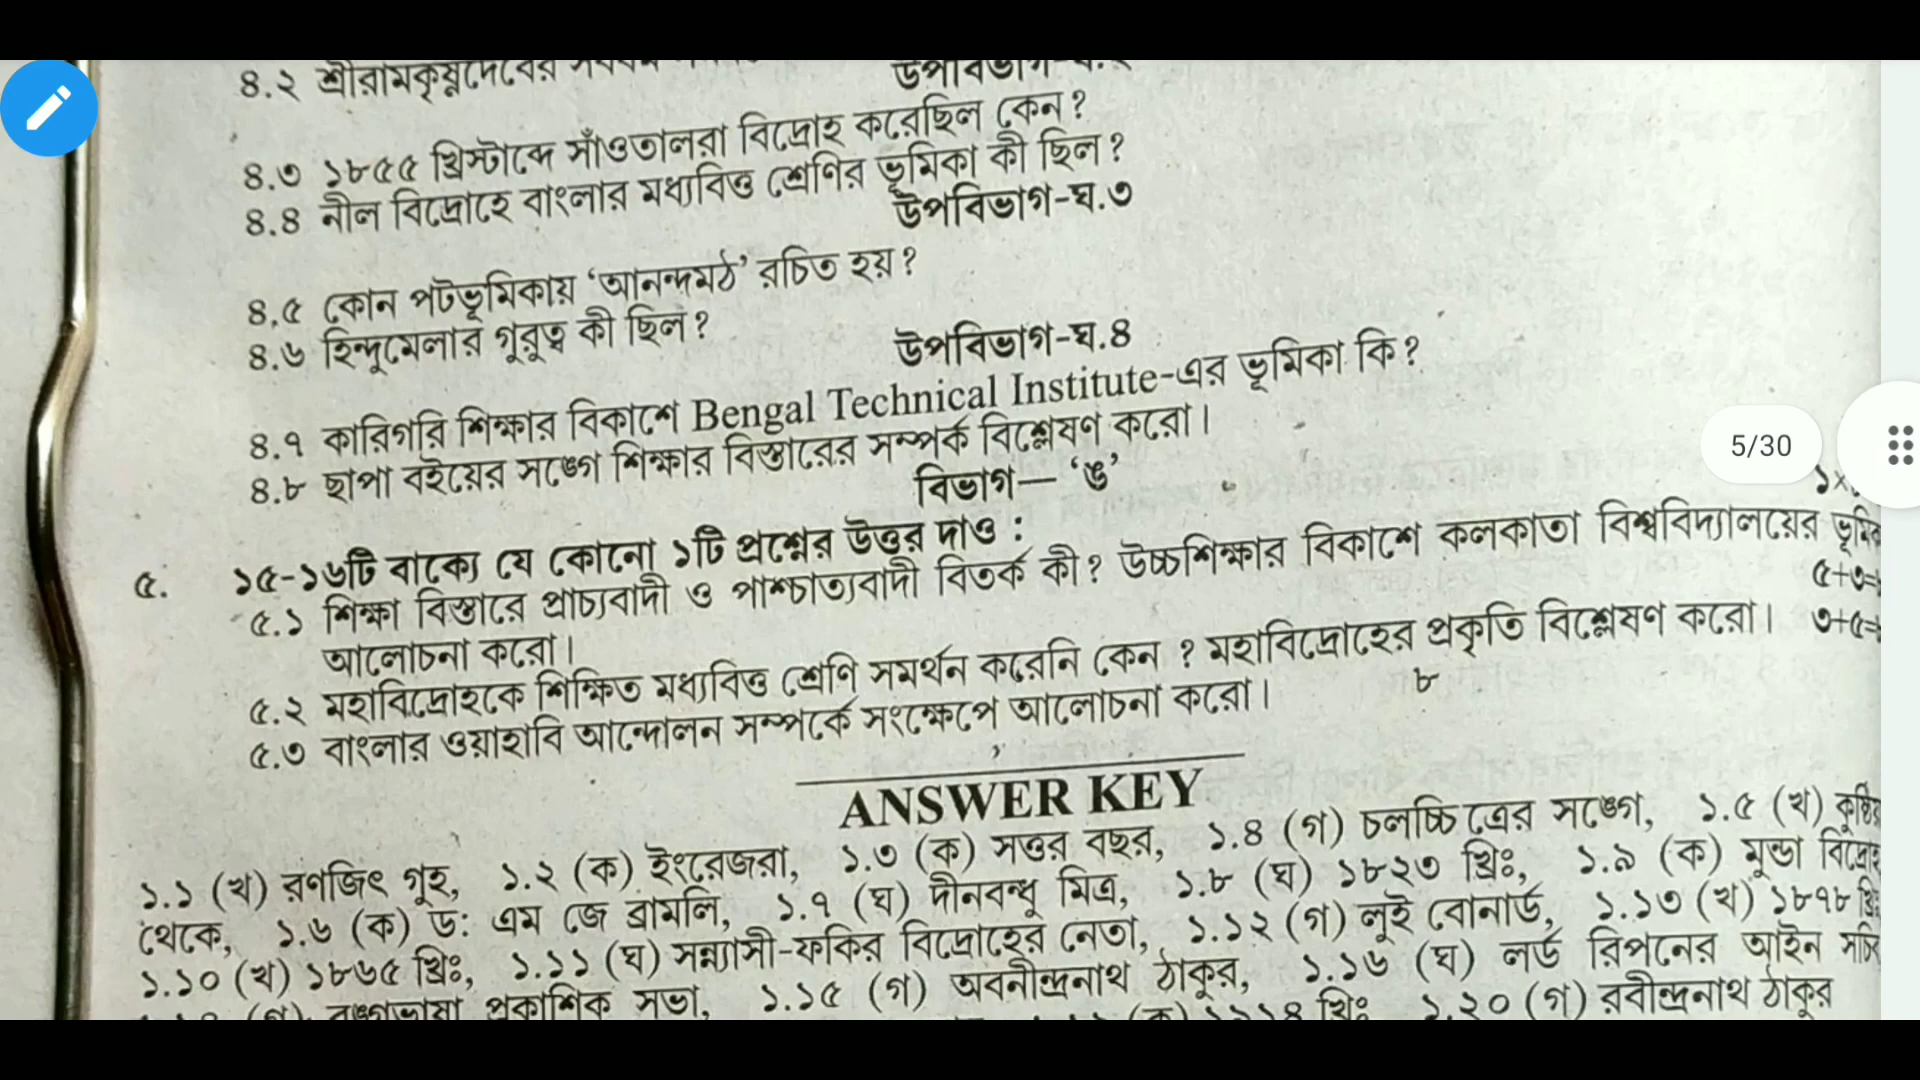 ৪.২ শ্রীরামকৃষ্ণদেবের
উপবিভাগ-ঘ.২
৪.৩ ১৮৫৫ খ্রিস্টাব্দে সাঁওতালরা বিদ্রোহ করেছিল কেন?
৪.৪ নীল বিদ্রোহে বাংলার মধ্যবিত্ত শ্রেণির ভূমিকা কী ছিল?
উপবিভাগ-ঘ.৩
৪.৫ কোন পটভূমিকায় ‘আনন্দমঠ’ রচিত হয়?
৪.৬ হিন্দুমেলার গুরুত্ব কী ছিল?
উপবিভাগ-ঘ.৪
৪.৭ কারিগরি শিক্ষার বিকাশে Bengal Technical Institute-এর ভূমিকা কি?
৪.৮ ছাপা বইয়ের সঙ্গে শিক্ষার বিস্তারের সম্পর্ক বিশ্লেষণ করো।
5/30
বিভাগ— ‘ঙ’
৫. ১৫-১৬টি বাক্যে যে কোনো ১টি প্রশ্নের উত্তর দাও :
৫.১ শিক্ষা বিস্তারে প্রাচ্যবাদী ও পাশ্চাত্যবাদী বিতর্ক কী? উচ্চশিক্ষার বিকাশে কলকাতা বিশ্ববিদ্যালয়ের
আলোচনা করো। ৫+৩=
৫.২ মহাবিদ্রোহকে শিক্ষিত মধ্যবিত্ত শ্রেণি সমর্থন করেনি কেন ? মহাবিদ্রোহের প্রকৃতি বিশ্লেষণ করো। ৩+৫=
৫.৩ বাংলার ওয়াহাবি আন্দোলন সম্পর্কে সংক্ষেপে আলোচনা করো। ৮
ANSWER KEY
১.১ (খ) রণজিৎ গুহ, ১.২ (ক) ইংরেজরা, ১.৩ (ক) সত্তর বছর, ১.৪ (গ) চলচ্চিত্রের সঙ্গে, ১.৫ (খ)
থেকে, ১.৬ (ক) ড: এম জে ব্রামলি, ১.৭ (ঘ) দীনবন্ধু মিত্র, ১.৮ (ঘ) ১৮২৩ খ্রিঃ, ১.৯ (ক) মুন্ডা বিদ্রোহ
১.১০ (খ) ১৮৬৫ খ্রিঃ, ১.১১ (ঘ) সন্ন্যাসী-ফকির বিদ্রোহের নেতা, ১.১২ (গ) লুই বোনার্ড, ১.১৩ (খ) ১৮৭৮
(গ) বঙ্গভাষা প্রকাশিক সভা, ১.১৫ (গ) অবনীন্দ্রনাথ ঠাকুর, ১.১৬ (ঘ) লর্ড রিপনের আইন
খ্রিঃ ১.২০ (গ) রবীন্দ্রনাথ ঠাকুর